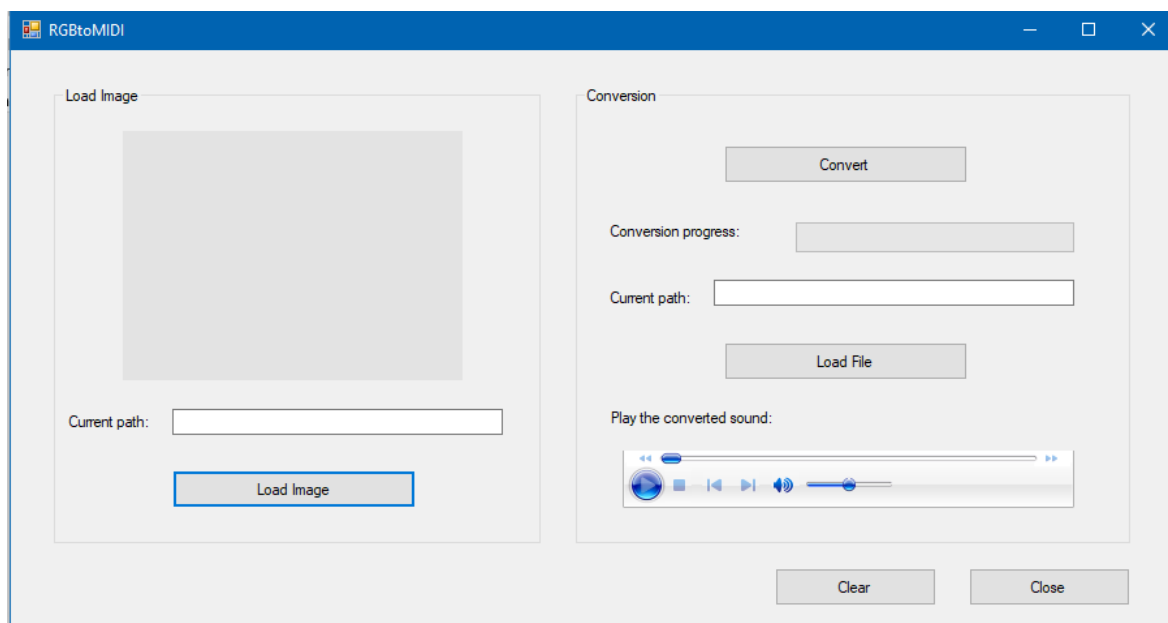 RGBtoMIDI
Load Image
Current path:
Load Image
Conversion
Convert
Conversion progress:
Current path:
Load File
Play the converted sound:
Clear
Close